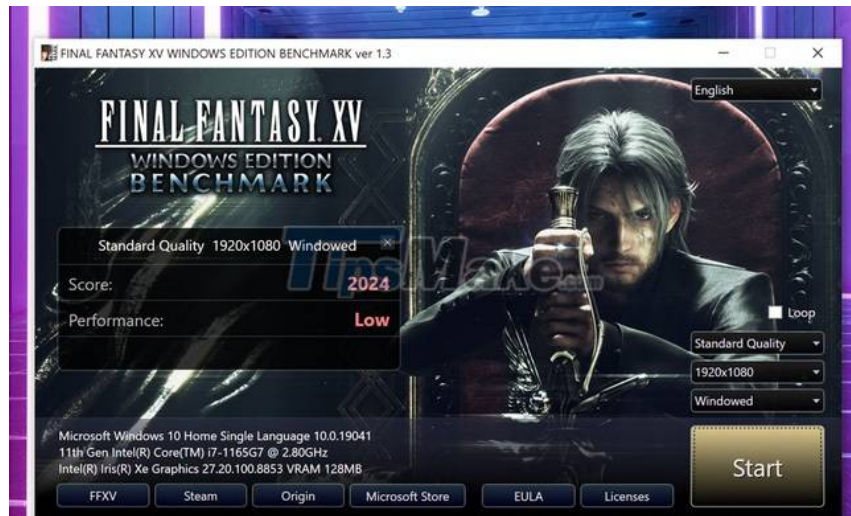 FINAL FANTASY XV WINDOWS EDITION BENCHMARK ver 1.3
English
FINAL FANTASY XV
WINDOWS EDITION
BENCHMARK
Standard Quality 1920x1080 Windowed
Score: 2024
Performance: Low
TipsMake
Loop
Standard Quality
1920x1080
Windowed
Microsoft Windows 10 Home Single Language 10.0.19041
11th Gen Intel(R) Core(TM) i7-1165G7 @ 2.80GHz
Intel(R) Iris(R) Xe Graphics 27.20.100.8853 VRAM 128MB
Start
FFXV Steam Origin Microsoft Store EULA Licenses